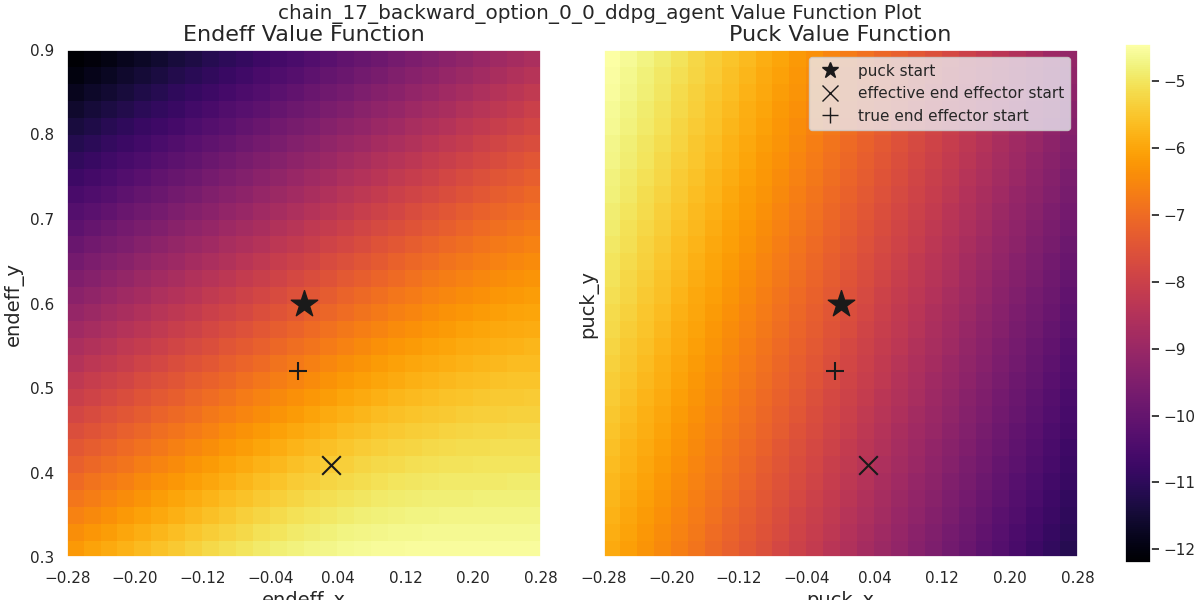 chain_17_backward_option_0_0_ddpg_agent Value Function Plot
Endeff Value Function
Puck Value Function
0.9
0.8
0.7
0.6
0.5
0.4
0.3
endeff_y
−0.28 −0.20 −0.12 −0.04 0.04 0.12 0.20 0.28
endeff_x
puck_y
puck start
effective end effector start
true end effector start
−0.28 −0.20 −0.12 −0.04 0.04 0.12 0.20 0.28
puck_x
−5
−6
−7
−8
−9
−10
−11
−12